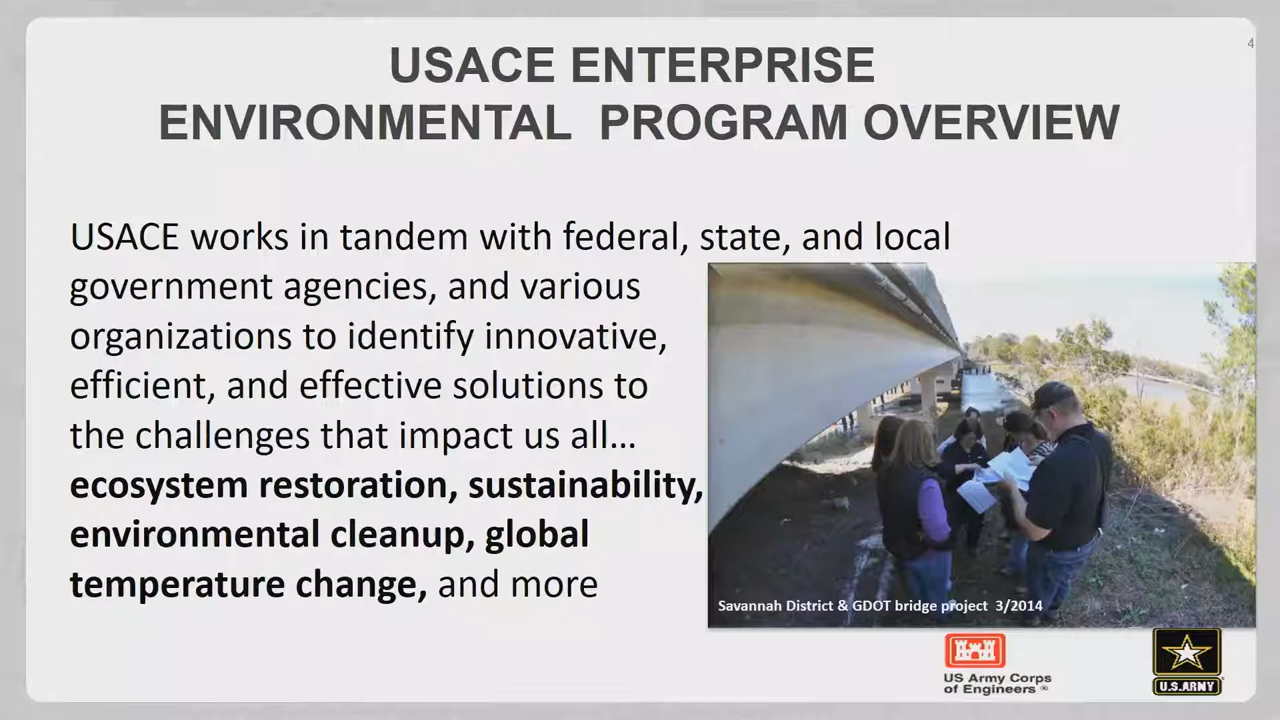 4
USACE ENTERPRISE
ENVIRONMENTAL PROGRAM OVERVIEW
USACE works in tandem with federal, state, and local
government agencies, and various
organizations to identify innovative,
efficient, and effective solutions to
the challenges that impact us all...
ecosystem restoration, sustainability,
environmental cleanup, global
temperature change, and more
Savannah District & GDOT bridge project 3/2014
US Army Corps
of Engineers ®
U.S.ARMY